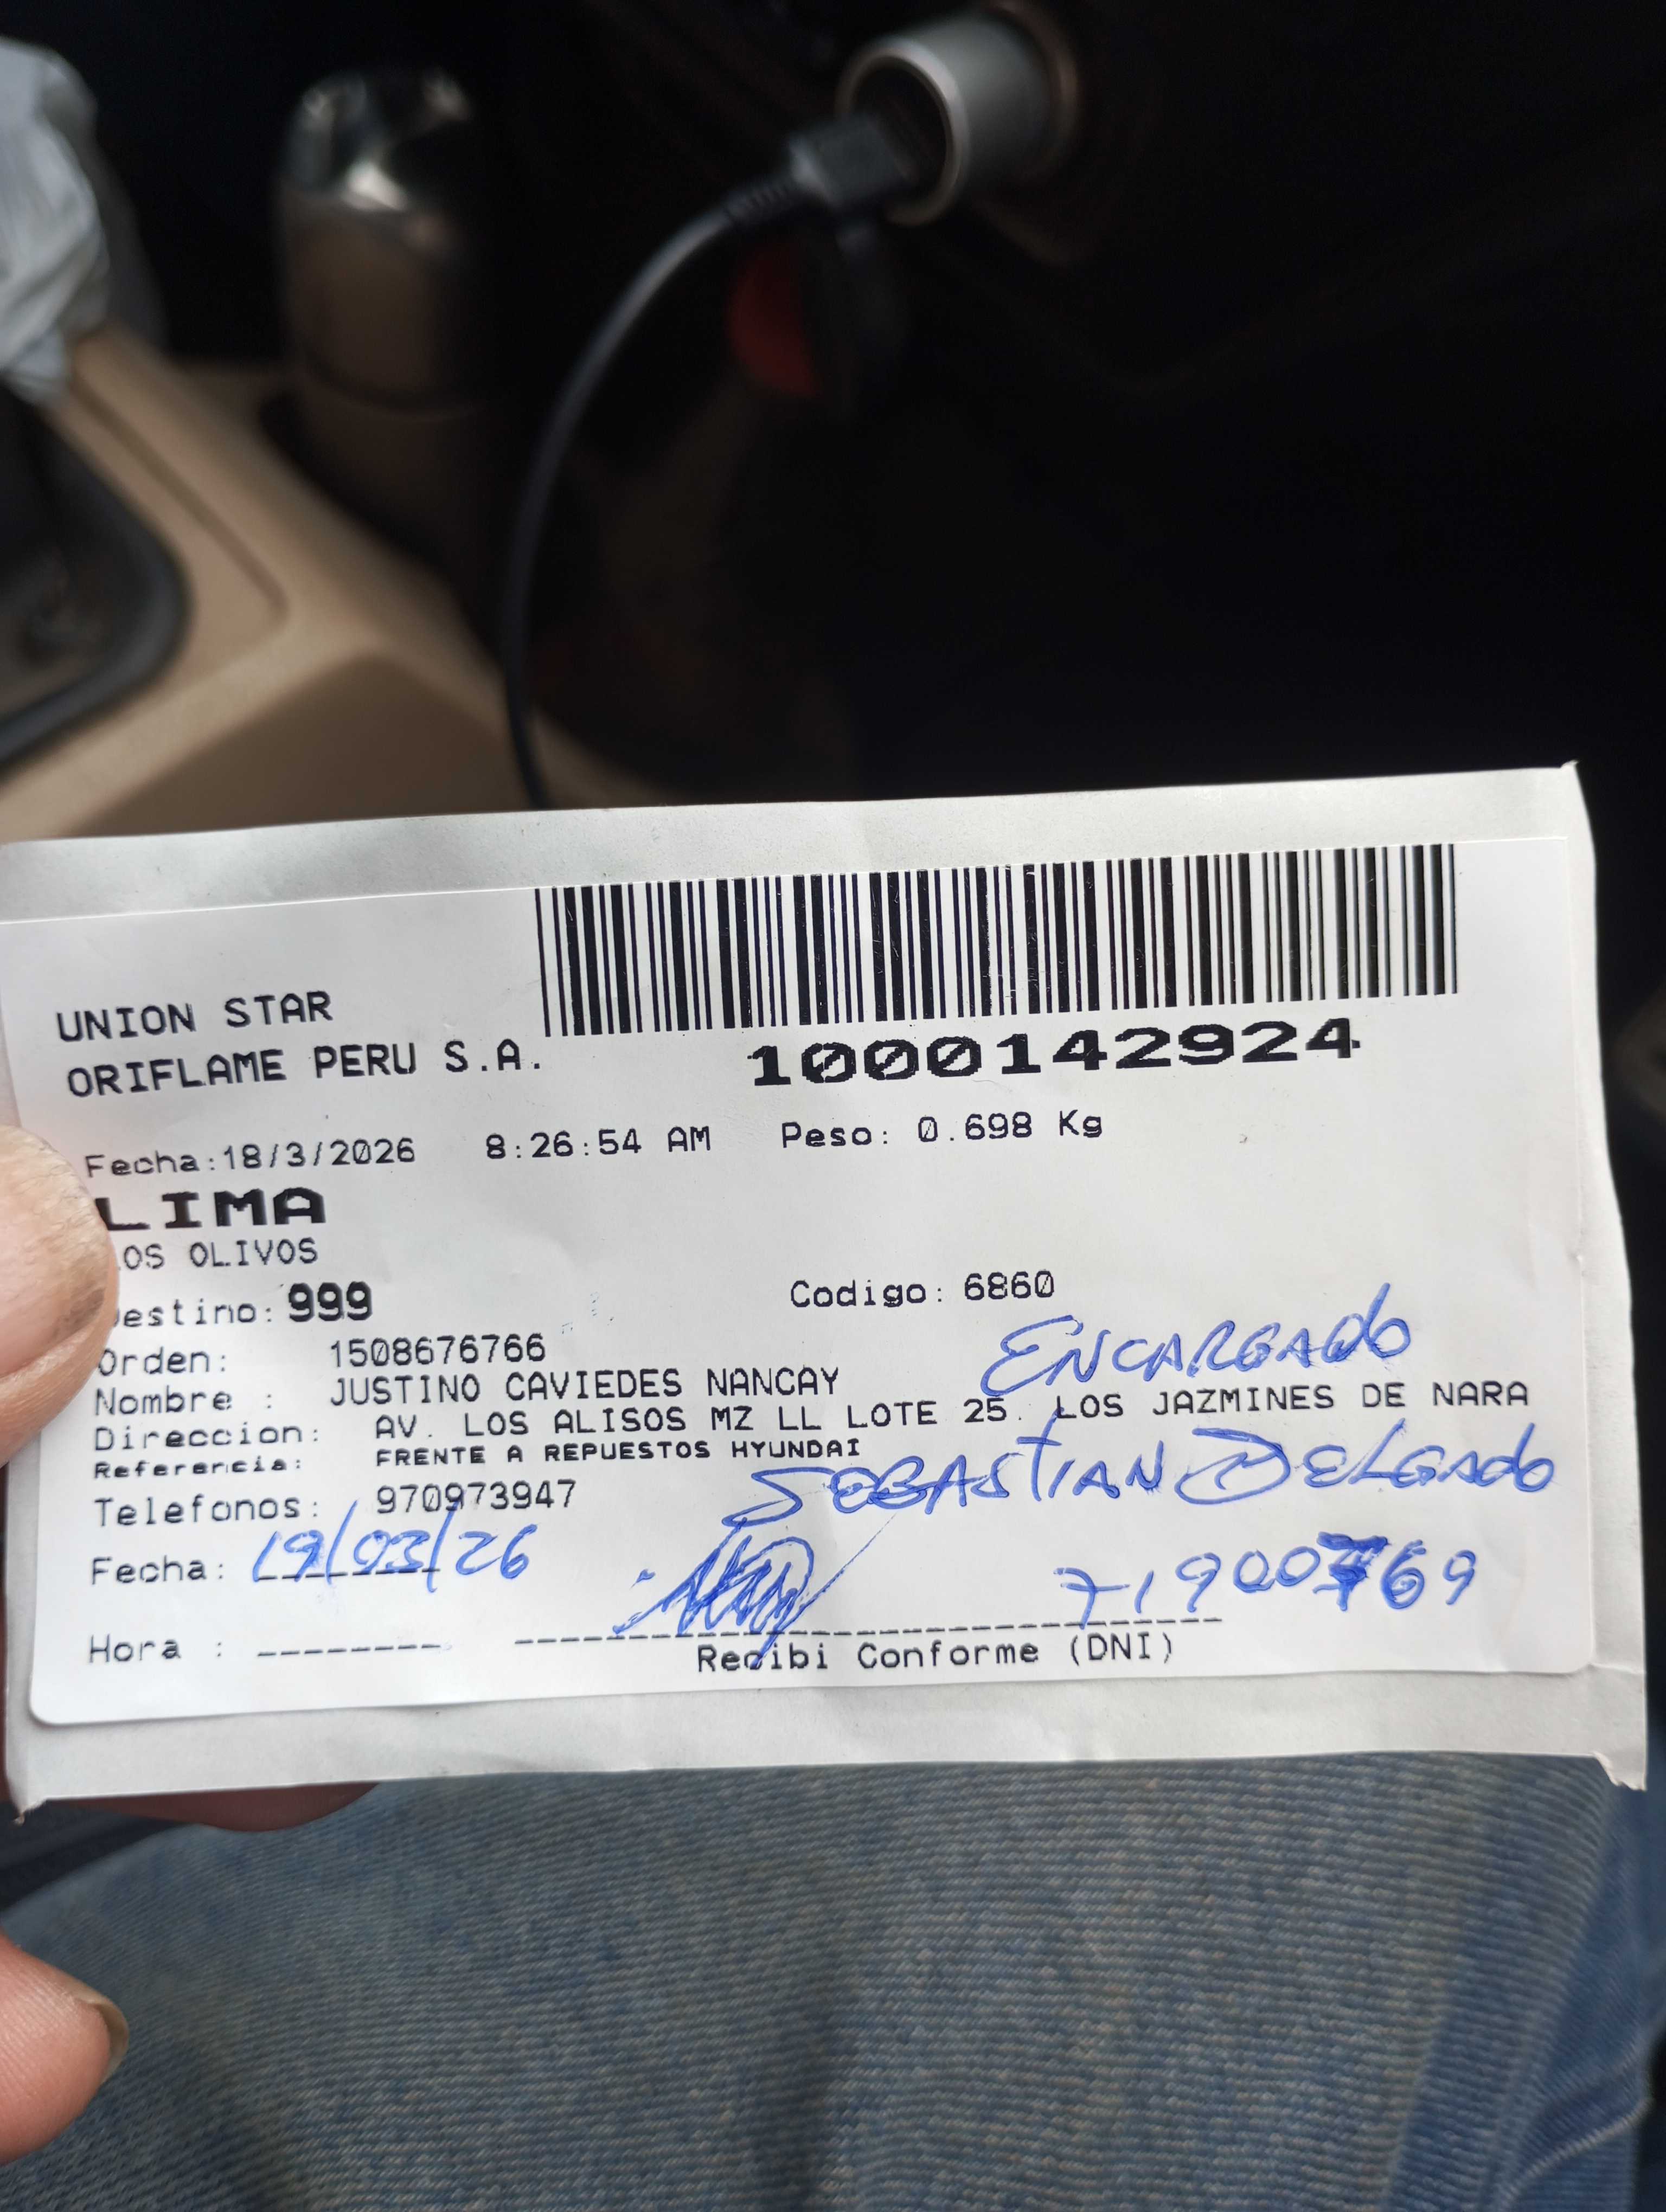 UNION STAR
ORIFLAME PERU S.A.
1000142924
Fecha:18/3/2026 8:26:54 AM Peso: 0.698 Kg
LIMA
LOS OLIVOS
Destino: 999 Codigo: 6860
Orden: 1508676766
ENCARGADO
Nombre : JUSTINO CAVIEDES NANCAY
Direccion: AV. LOS ALISOS MZ LL LOTE 25. LOS JAZMINES DE NARA
Referencia: FRENTE A REPUESTOS HYUNDAI
SEBASTIAN DELGADO
Telefonos: 970973947
Fecha: 19/03/26
Hora :
Recibi Conforme (DNI)